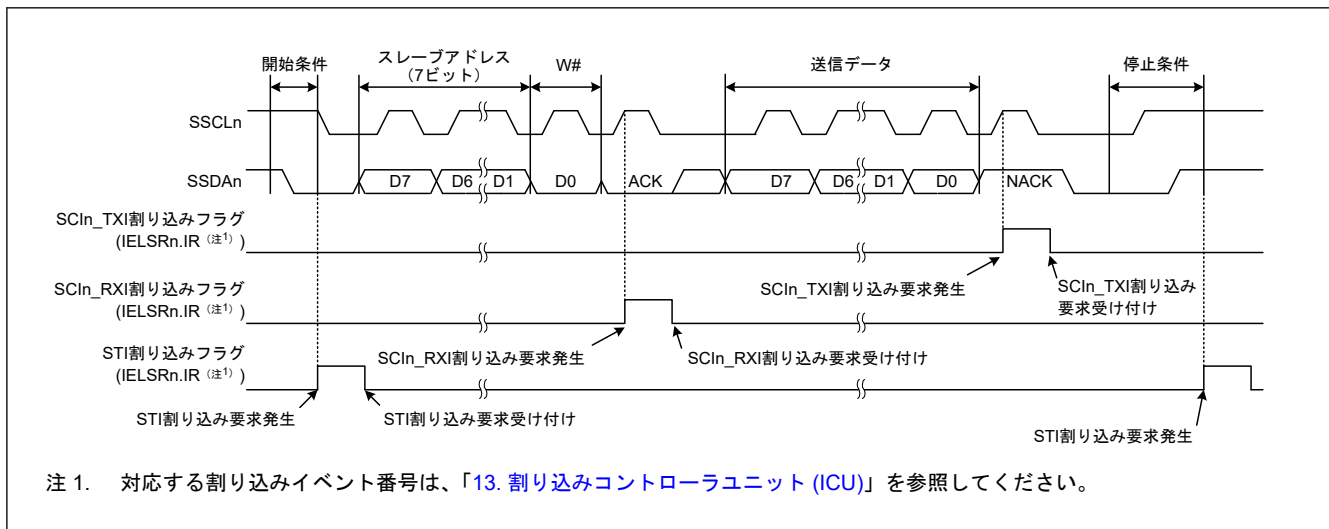 開始条件
スレーブアドレス
(7ビット)
W#
送信データ
停止条件
SSCLn
SSDAn
D7 D6 D1 D0 ACK D7 D6 D1 D0 NACK
SCIn_TXI割り込みフラグ
(IELSRn.IR (注1) )
SCIn_TXI割り込み要求発生
SCIn_TXI割り込み
要求受け付け
SCIn_RXI割り込みフラグ
(IELSRn.IR (注1) )
SCIn_RXI割り込み要求発生
SCIn_RXI割り込み要求受け付け
STI割り込みフラグ
(IELSRn.IR (注1) )
STI割り込み要求発生
STI割り込み要求受け付け
STI割り込み要求発生
注 1. 対応する割り込みイベント番号は、「13. 割り込みコントローラユニット (ICU)」を参照してください。